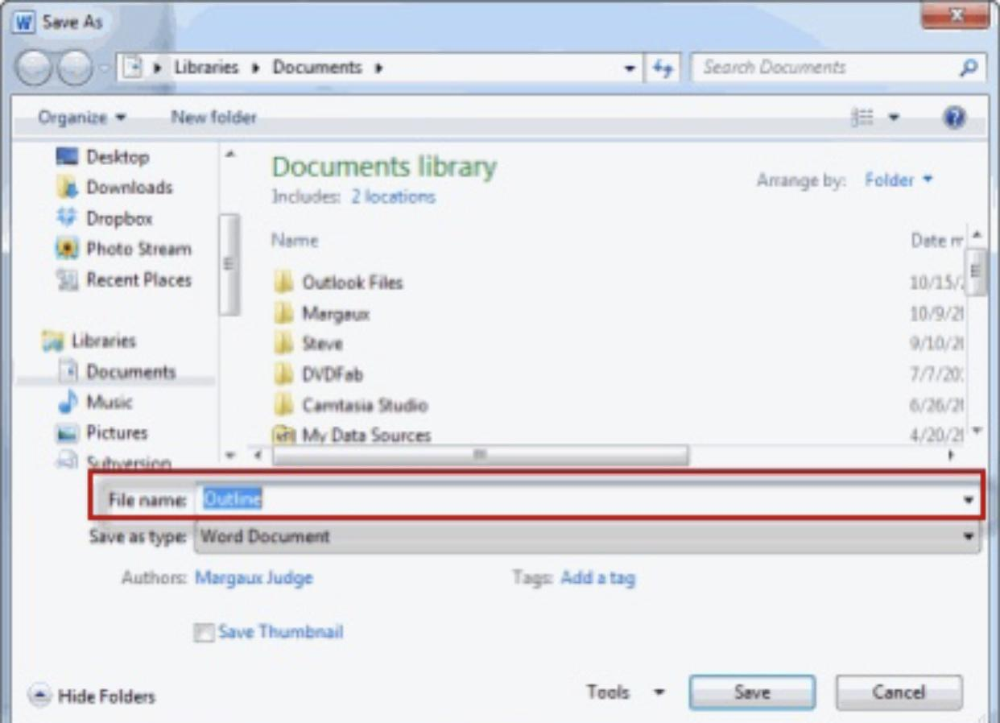 Save As
Libraries Documents
Search Documents
Organize New folder
Desktop
Downloads
Dropbox
Photo Stream
Recent Places
Libraries
Documents
Music
Pictures
Subversion
Documents library
Includes: 2 locations
Arrange by: Folder
Name Date m
Outlook Files 10/15/2
Margaux 10/9/20
Steve 9/10/20
DVDFab 7/7/20
Camtasia Studio 6/26/20
My Data Sources 4/20/20
File name: Outline
Save as type: Word Document
Authors: Margaux Judge
Tags: Add a tag
Save Thumbnail
Hide Folders
Tools
Save
Cancel